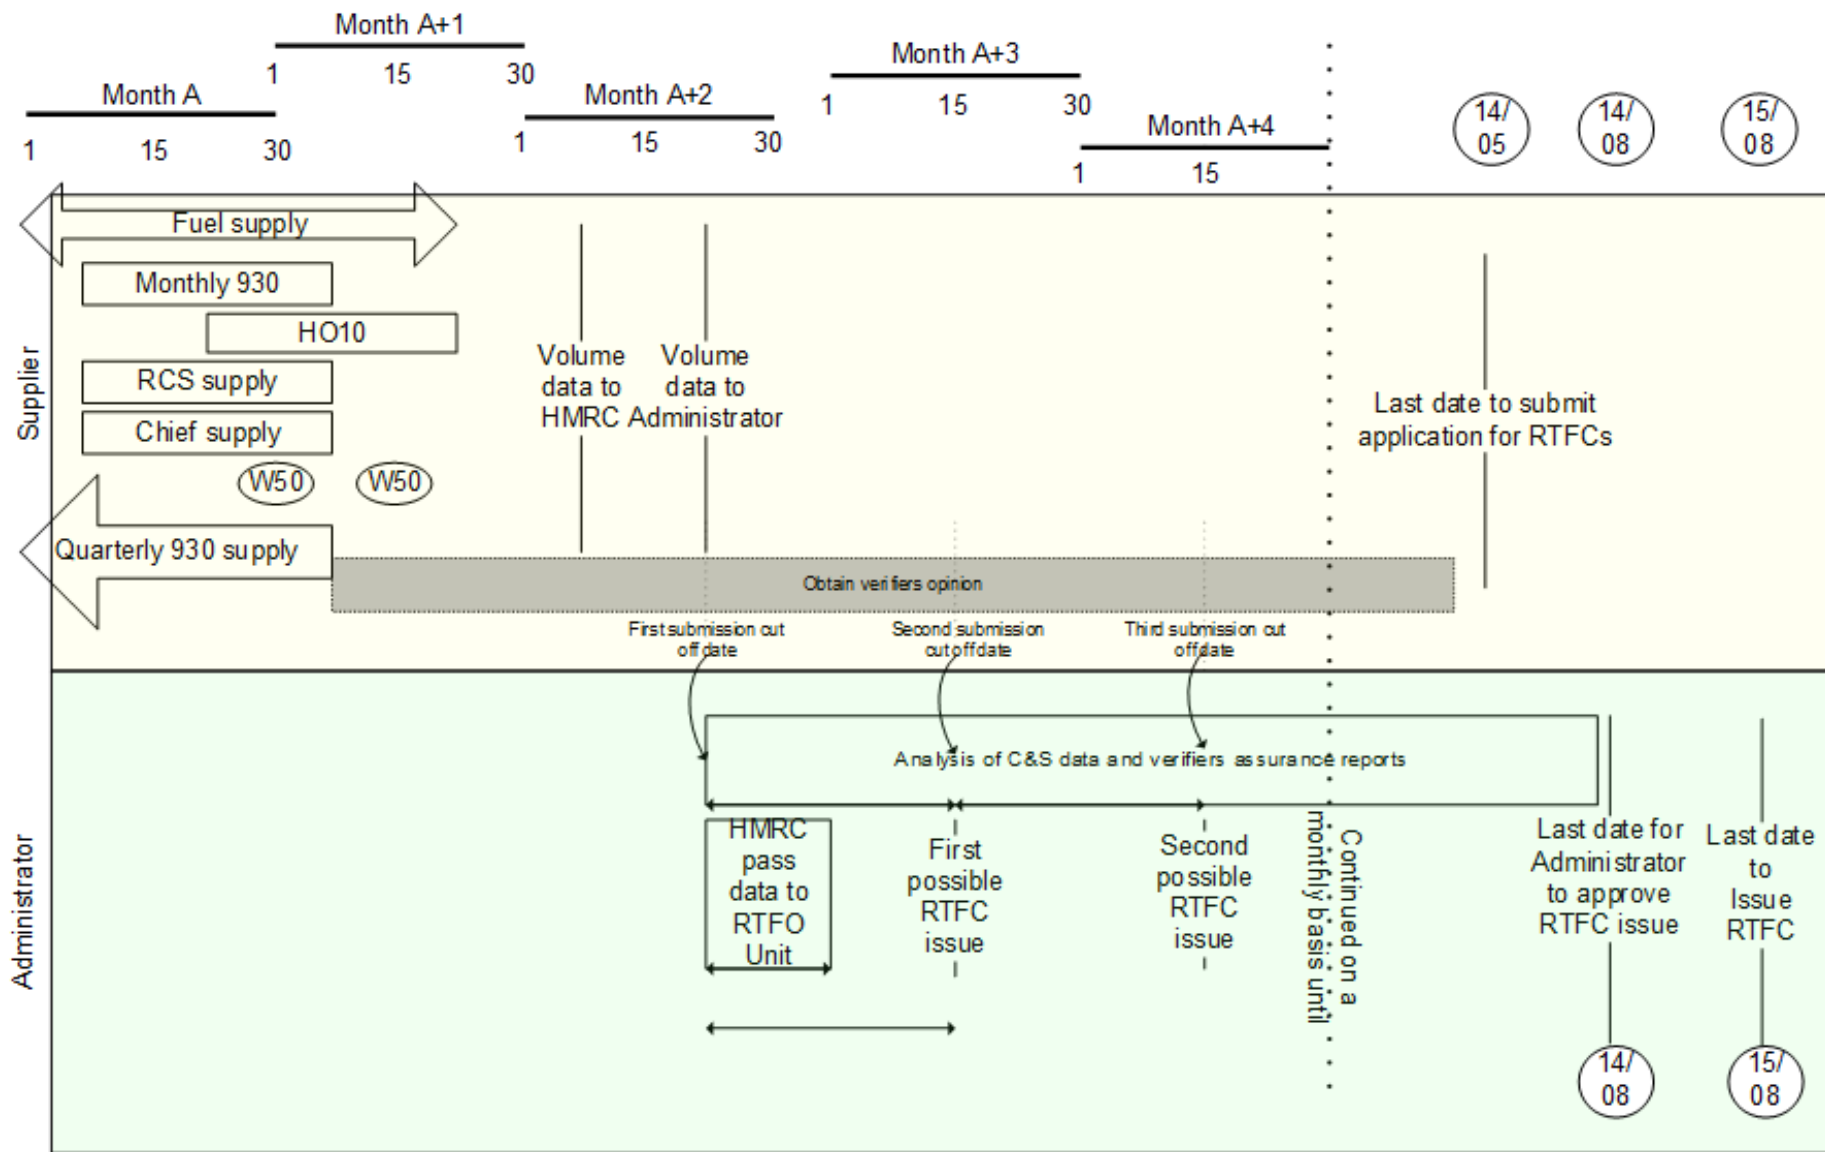 Month A+1
1 15 30
Month A+3
1 15 30
Month A
1 15 30
Month A+2
1 15 30
Month A+4
1 15
14/
05
14/
08
15/
08
Supplier
Fuel supply
Monthly 930
HO10
RCS supply
Chief supply
W50
W50
Quarterly 930 supply
Volume
data to
HMRC
Volume
data to
Administrator
Last date to submit
application for RTFCs
Obtain verifiers opinion
First submission cut
off date
Second submission
cut off date
Third submission cut
off date
Administrator
Analysis of C&S data and verifiers assurance reports
HMRC
pass
data to
RTFO
Unit
First
possible
RTFC
issue
Second
possible
RTFC
issue
Continued on a
monthly basis until
Last date for
Administrator
to approve
RTFC issue
Last date
to
Issue
RTFC
14/
08
15/
08